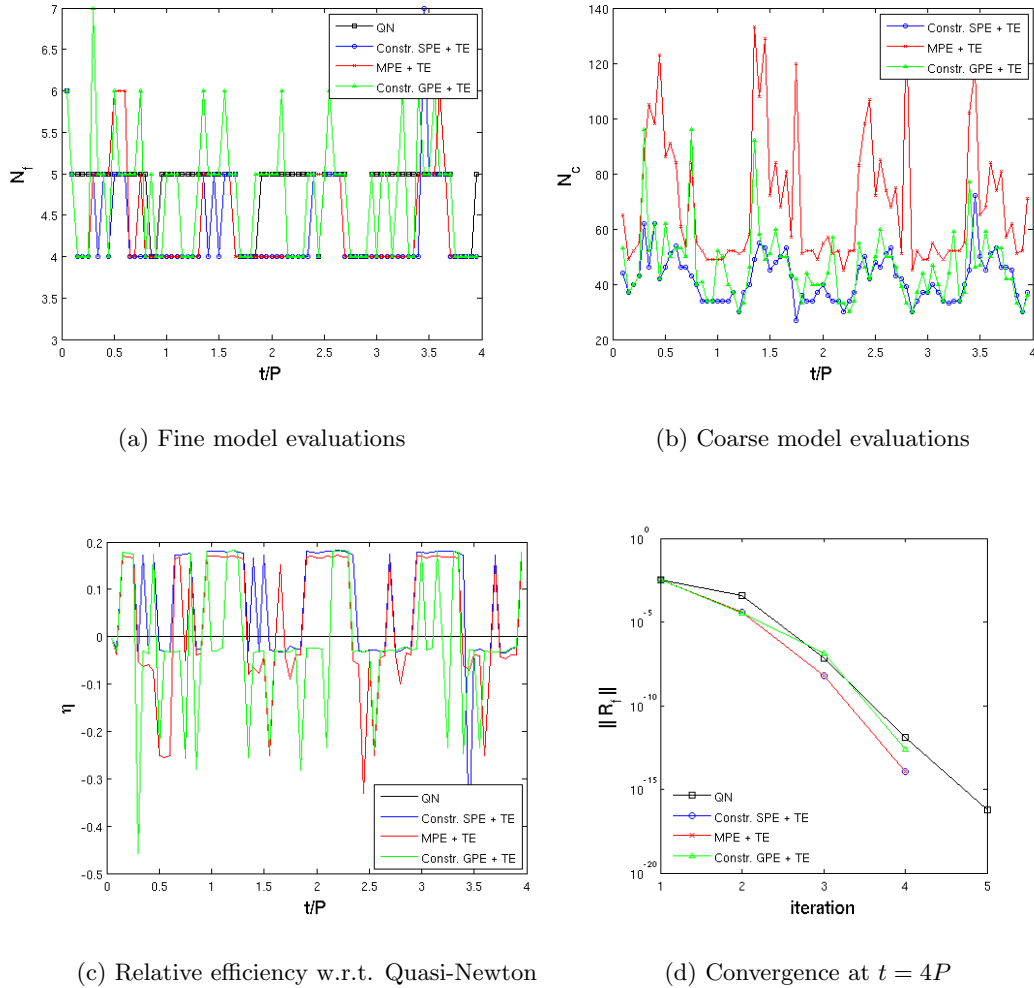 7
6.5
6
5.5
5
4.5
4
3.5
3
N_f
0 0.5 1 1.5 2 2.5 3 3.5 4
t/P
QN
Constr. SPE + TE
MPE + TE
Constr. GPE + TE
(a) Fine model evaluations
140
120
100
80
60
40
20
N_c
0 0.5 1 1.5 2 2.5 3 3.5 4
t/P
Constr. SPE + TE
MPE + TE
Constr. GPE + TE
(b) Coarse model evaluations
0.2
0.1
0
-0.1
-0.2
-0.3
-0.4
-0.5
η
0 0.5 1 1.5 2 2.5 3 3.5 4
t/P
QN
Constr. SPE + TE
MPE + TE
Constr. GPE + TE
(c) Relative efficiency w.r.t. Quasi-Newton
10^0
10^-5
10^-10
10^-15
10^-20
|| R_f ||
1 2 3 4 5
iteration
QN
Constr. SPE + TE
MPE + TE
Constr. GPE + TE
(d) Convergence at t = 4P